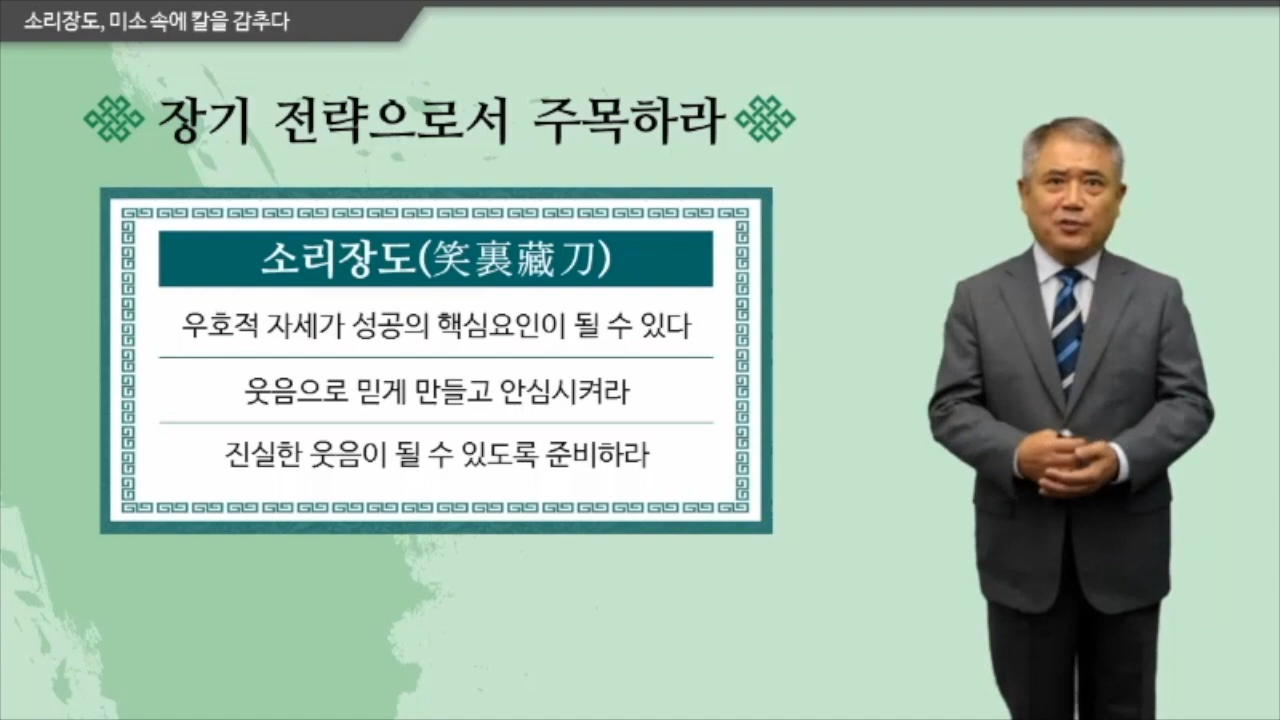 소리장도, 미소 속에 칼을 감추다
장기 전략으로서 주목하라
소리장도(笑裏藏刀)
우호적 자세가 성공의 핵심요인이 될 수 있다
웃음으로 믿게 만들고 안심시켜라
진실한 웃음이 될 수 있도록 준비하라